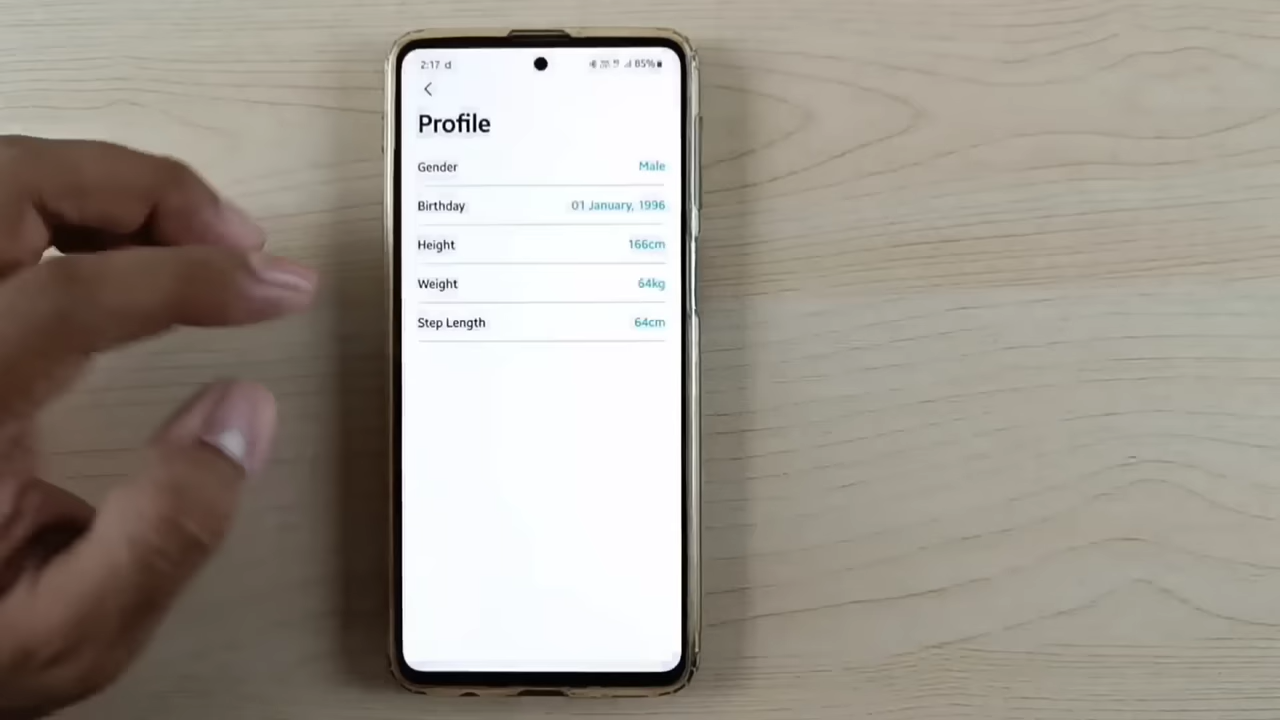 2:17 d 85%
Profile
Gender Male
Birthday 01 January, 1996
Height 166cm
Weight 64kg
Step Length 64cm